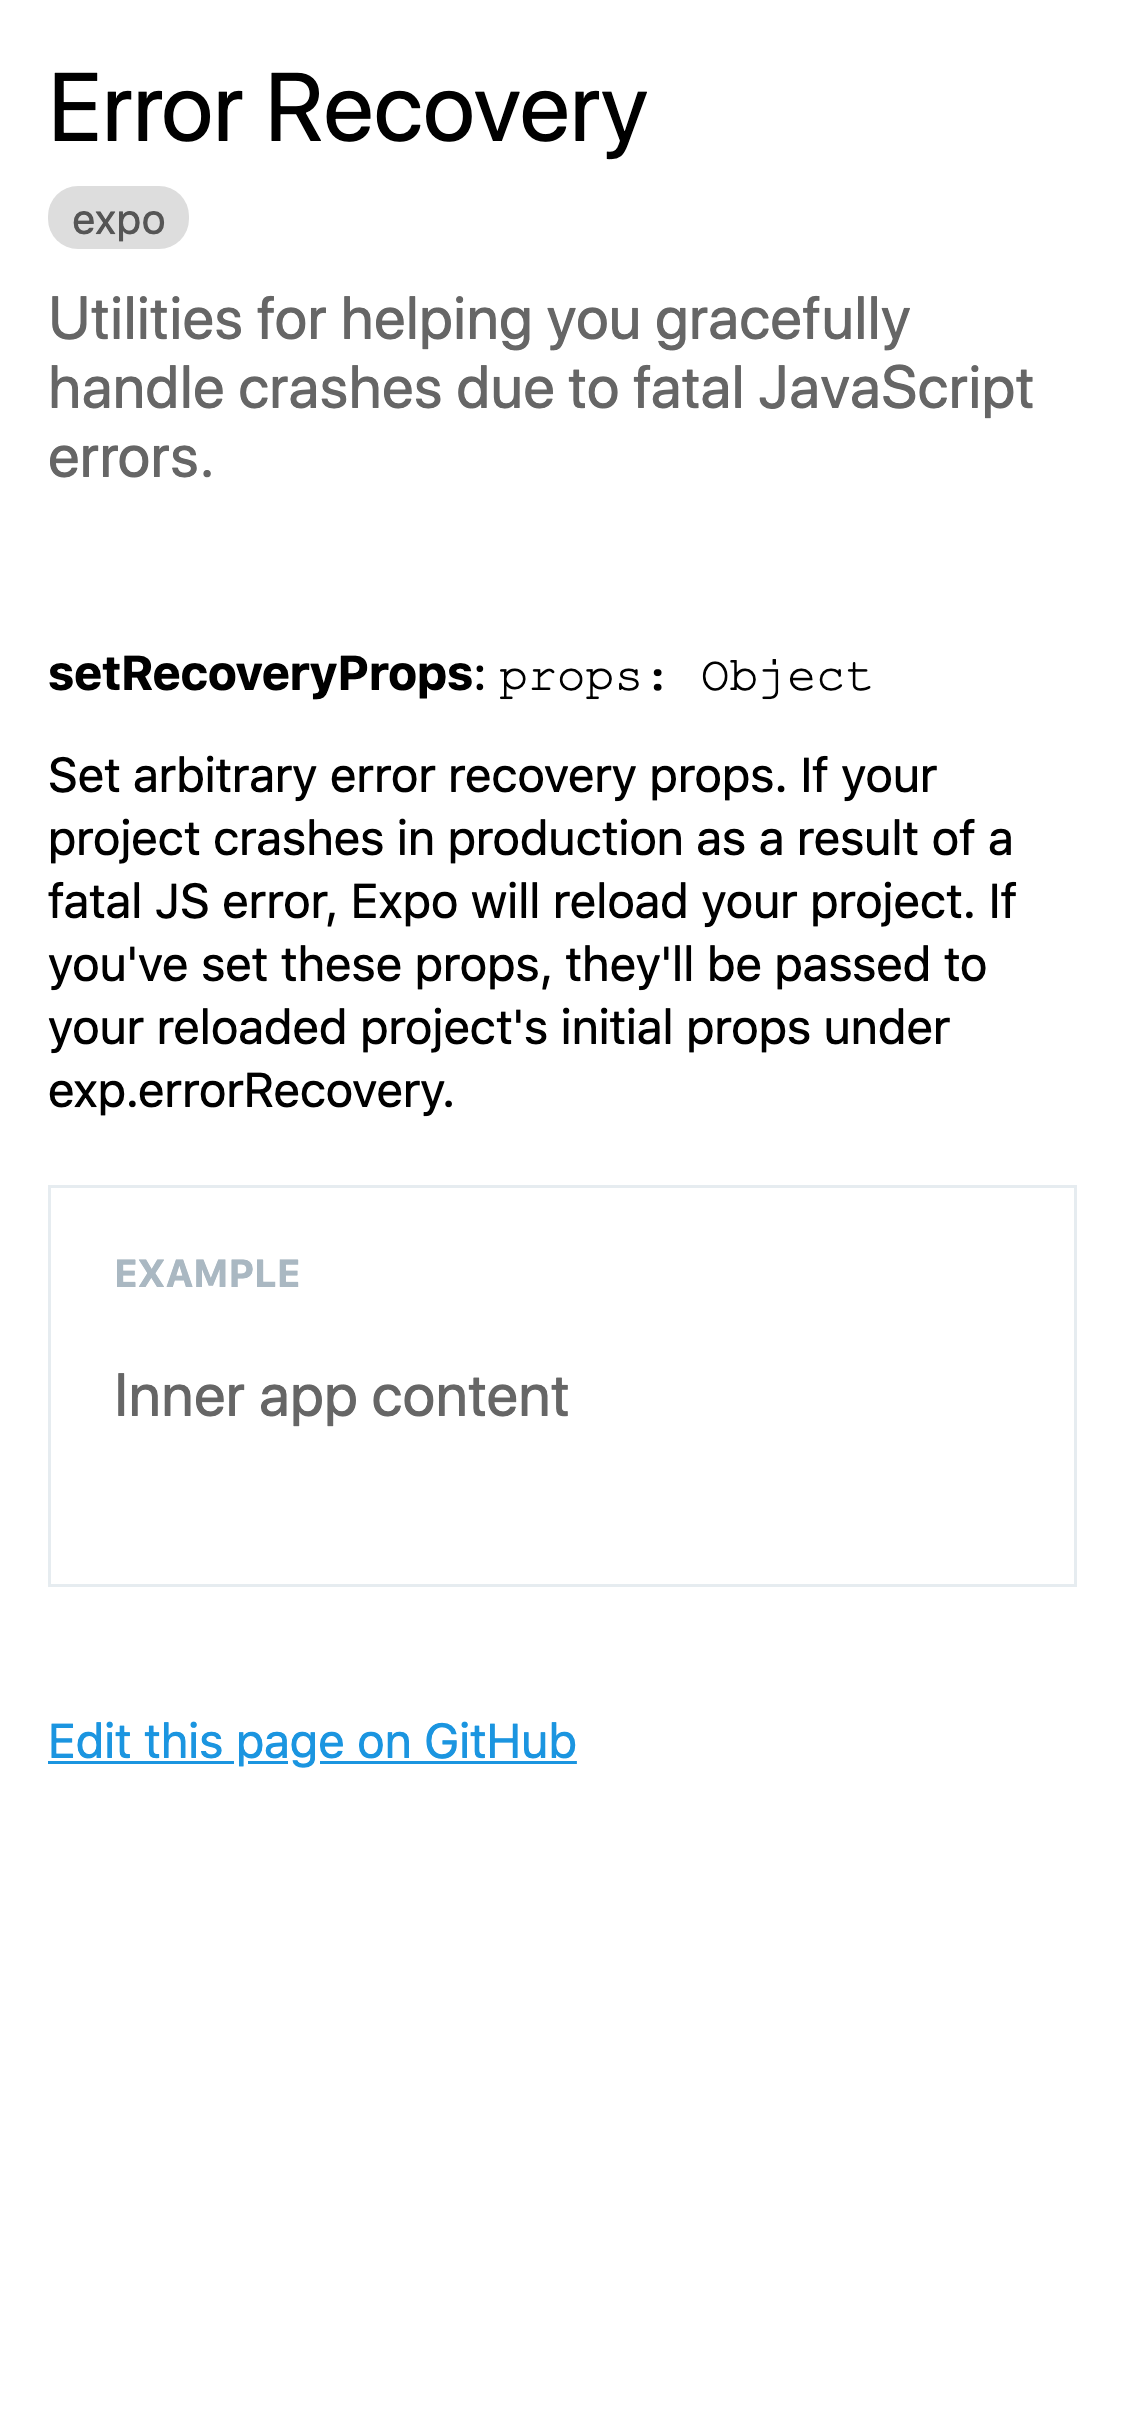 Error Recovery
expo
Utilities for helping you gracefully
handle crashes due to fatal JavaScript
errors.
setRecoveryProps: props: Object
Set arbitrary error recovery props. If your
project crashes in production as a result of a
fatal JS error, Expo will reload your project. If
you've set these props, they'll be passed to
your reloaded project's initial props under
exp.errorRecovery.
EXAMPLE
Inner app content
Edit this page on GitHub